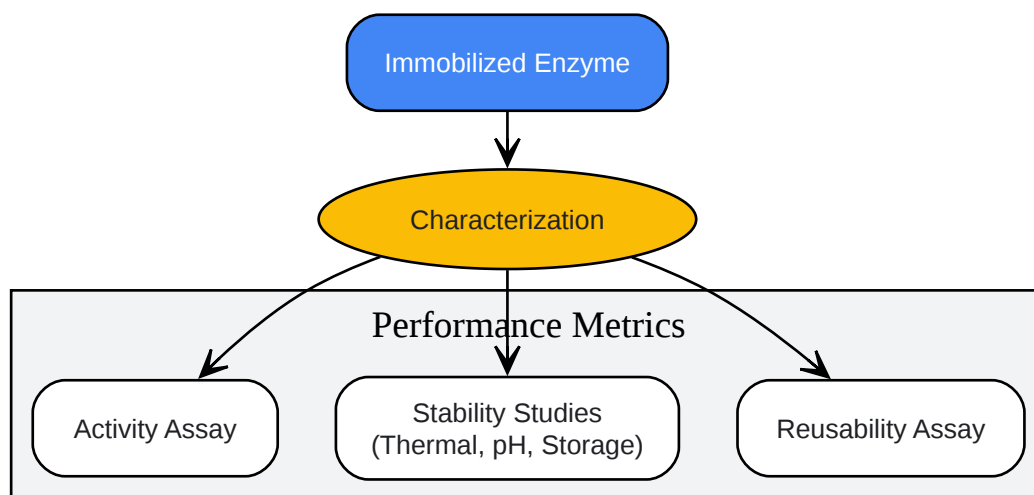 Immobilized Enzyme
Characterization
Performance Metrics
Activity Assay
Stability Studies
(Thermal, pH, Storage)
Reusability Assay